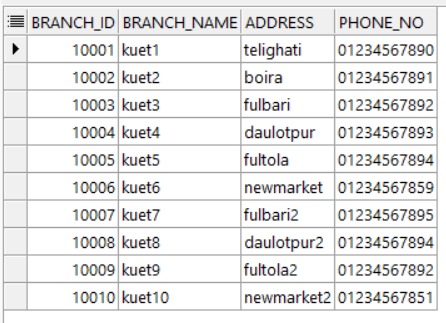 BRANCH_ID BRANCH_NAME ADDRESS PHONE_NO
10001 kuet1 telighati 01234567890
10002 kuet2 boira 01234567891
10003 kuet3 fulbari 01234567892
10004 kuet4 daulotpur 01234567893
10005 kuet5 fultola 01234567894
10006 kuet6 newmarket 01234567859
10007 kuet7 fulbari2 01234567895
10008 kuet8 daulotpur2 01234567894
10009 kuet9 fultola2 01234567892
10010 kuet10 newmarket2 01234567851